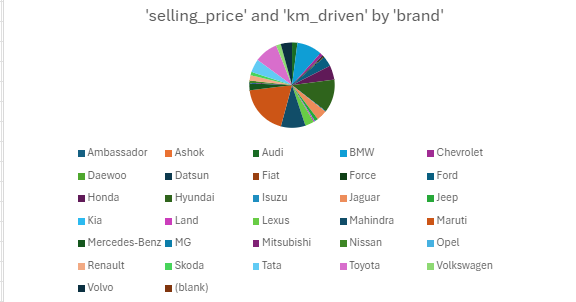 'selling_price' and 'km_driven' by 'brand'
Ambassador Ashok Audi BMW Chevrolet
Daewoo Datsun Fiat Force Ford
Honda Hyundai Isuzu Jaguar Jeep
Kia Land Lexus Mahindra Maruti
Mercedes-Benz MG Mitsubishi Nissan Opel
Renault Skoda Tata Toyota Volkswagen
Volvo (blank)